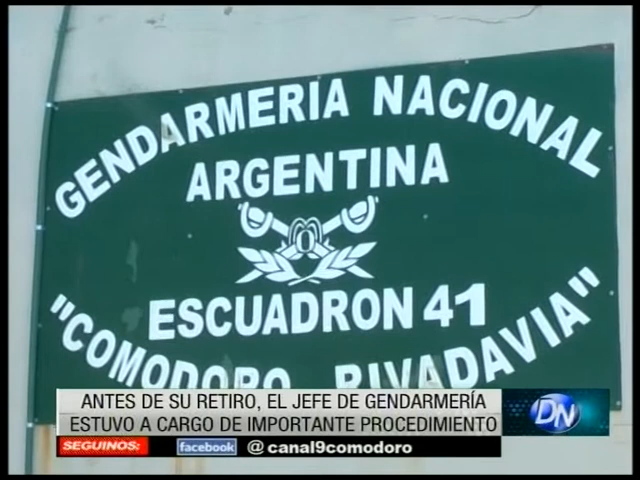 GENDARMERIA NACIONAL
ARGENTINA
ESCUADRON 41
"COMODORO RIVADAVIA"
ANTES DE SU RETIRO, EL JEFE DE GENDARMERÍA
ESTUVO A CARGO DE IMPORTANTE PROCEDIMIENTO
DN
SEGUINOS: facebook @canal9comodoro